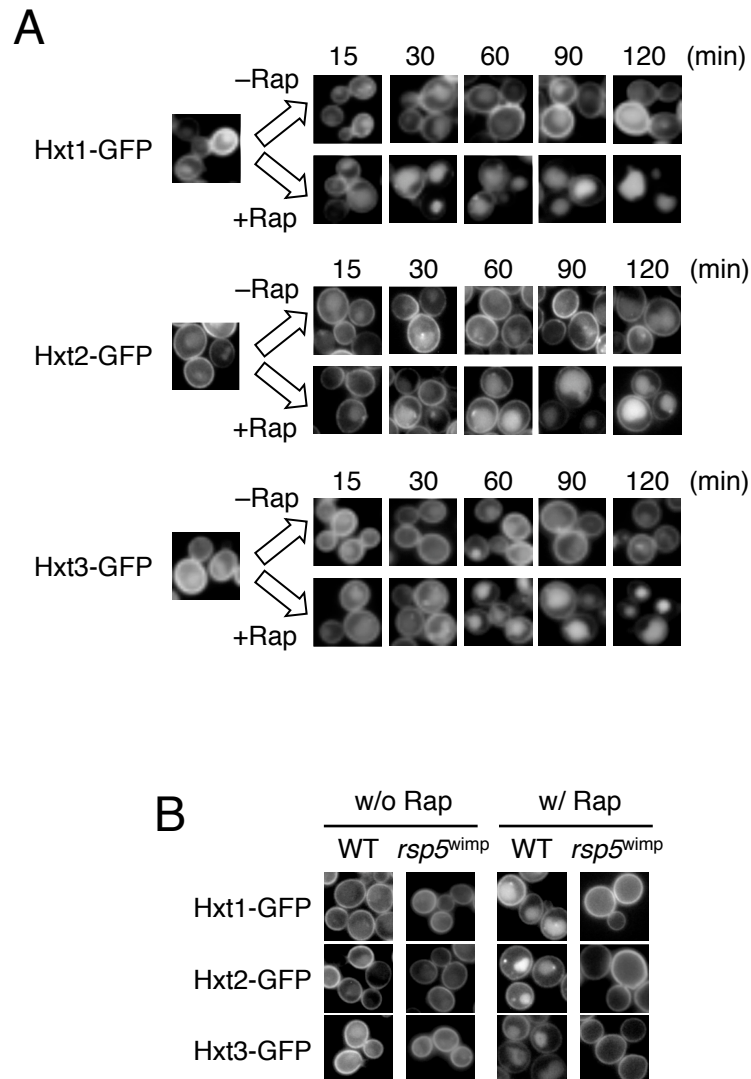 A
15 30 60 90 120 (min)
–Rap
Hxt1-GFP
+Rap
15 30 60 90 120 (min)
–Rap
Hxt2-GFP
+Rap
15 30 60 90 120 (min)
–Rap
Hxt3-GFP
+Rap
B
w/o Rap w/ Rap
WT rsp5wimp WT rsp5wimp
Hxt1-GFP
Hxt2-GFP
Hxt3-GFP